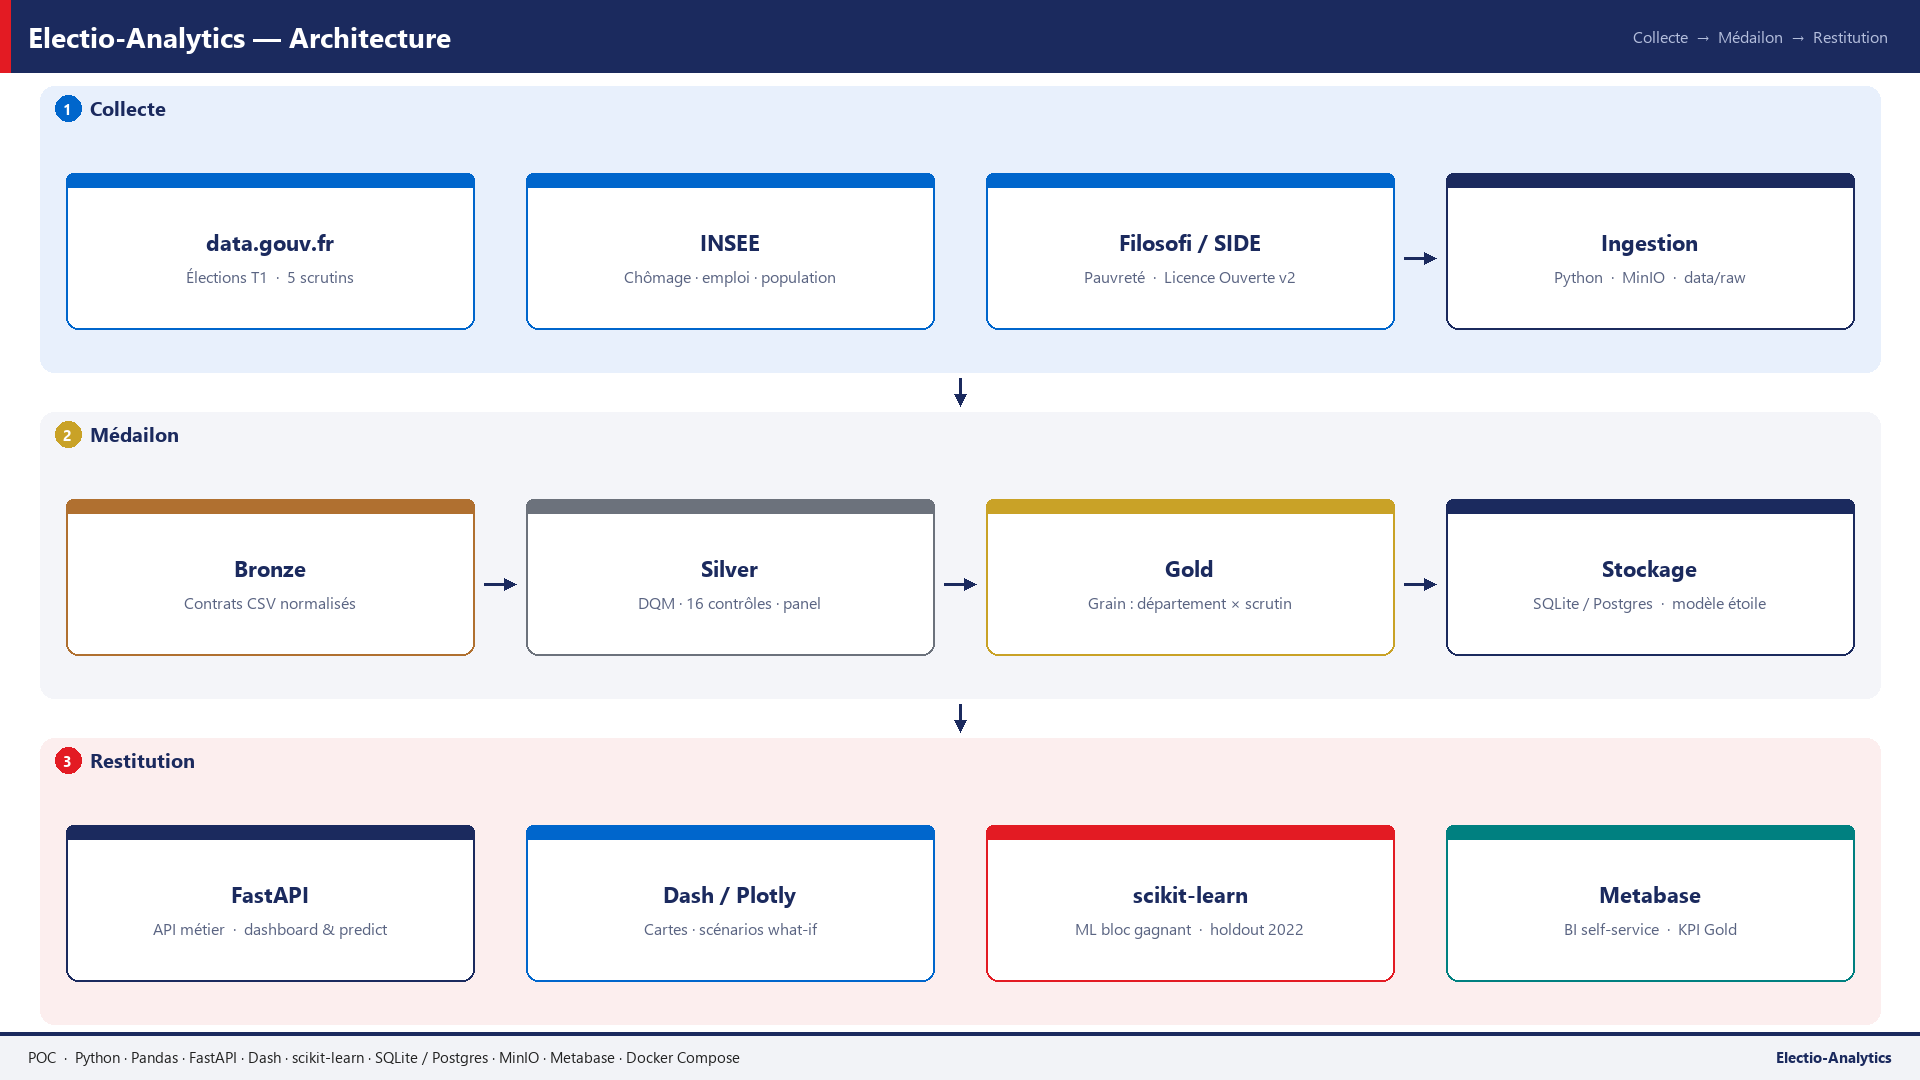 Electio-Analytics — Architecture
Collecte → Médailon → Restitution
1 Collecte
data.gouv.fr
Élections T1 · 5 scrutins
INSEE
Chômage · emploi · population
Filosofi / SIDE
Pauvreté · Licence Ouverte v2
Ingestion
Python · MinIO · data/raw
2 Médailon
Bronze
Contrats CSV normalisés
Silver
DQM · 16 contrôles · panel
Gold
Grain : département × scrutin
Stockage
SQLite / Postgres · modèle étoile
3 Restitution
FastAPI
API métier · dashboard & predict
Dash / Plotly
Cartes · scénarios what-if
scikit-learn
ML bloc gagnant · holdout 2022
Metabase
BI self-service · KPI Gold
POC · Python · Pandas · FastAPI · Dash · scikit-learn · SQLite / Postgres · MinIO · Metabase · Docker Compose
Electio-Analytics